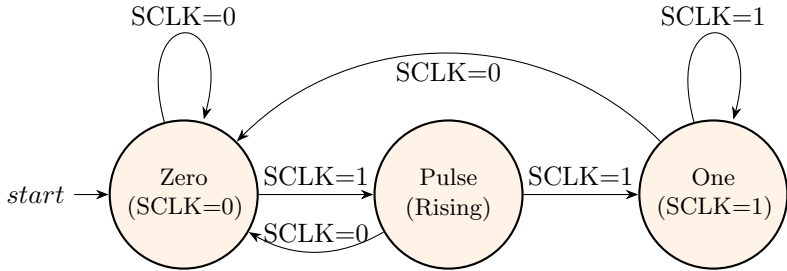 SCLK=0
SCLK=1
SCLK=0
start
Zero
(SCLK=0)
SCLK=1
Pulse
(Rising)
SCLK=1
One
(SCLK=1)
SCLK=0